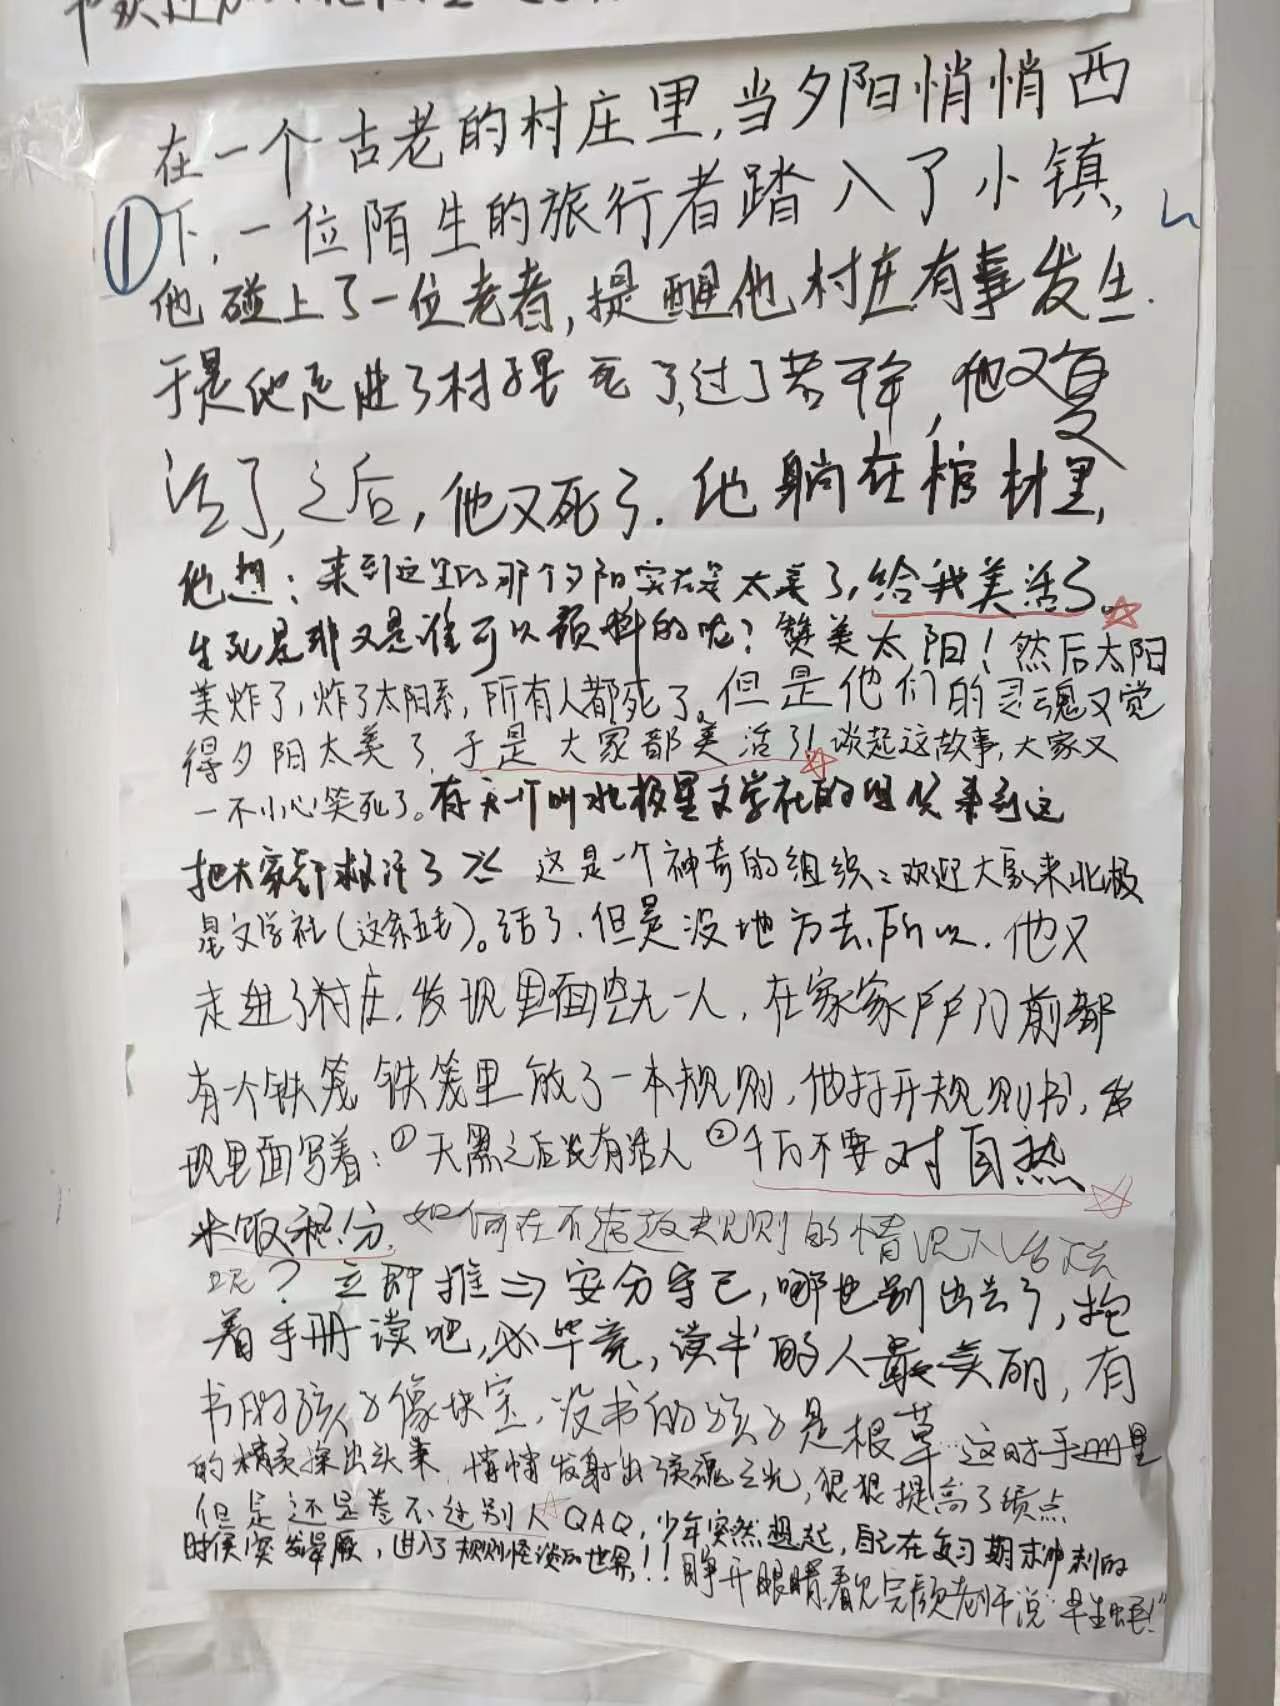 在一个古老的村庄里,当夕阳悄悄西
①下,一位陌生的旅行者踏入了小镇,
他碰上了一位老者,提醒他村庄有事发生.
于是他走进了村子里 死了,过了若干年,他又复
活了,之后,他又死了.他躺在棺材里,
他想:来到这里的那个夕阳实在是太美了,给我美活了。
生死是非又是谁可以预料的呢?赞美太阳!然后太阳
美炸了,炸了太阳系,所有人都死了。但是他们的灵魂又觉
得夕阳太美了,于是大家都美活了!谈起这故事,大家又
一不小心笑死了。有天一个叫北极星文学社的组织来到这
把大家都救活了 这是一个神奇的组织:欢迎大家来北极
星文学社(这条五毛)。活了.但是没地方去,所以.他又
走进了村庄.发现里面空无一人,在家家户户门前都
有一个铁笼 铁笼里放了一本规则,他打开规则书,发
现里面写着:①天黑之后没有活人 ②千万不要对自热
米饭积分.如何在不违反规则的情况下
?立即推⇒安分守己,哪也别出去了,抱
着手册读吧,毕竟,读书的人最美丽,有
书的孩子像块宝,没书的孩子是根草…这时手册里
的精灵探出头来,悄悄发射出灵魂之光,狠狠提高了绩点
但是还是卷不过别人QAQ,少年突然想起,自己在复习期末冲刺的
时候突发晕厥,进入了规则怪谈的世界!!睁开眼睛看见完颜老师说"早生蚝!"